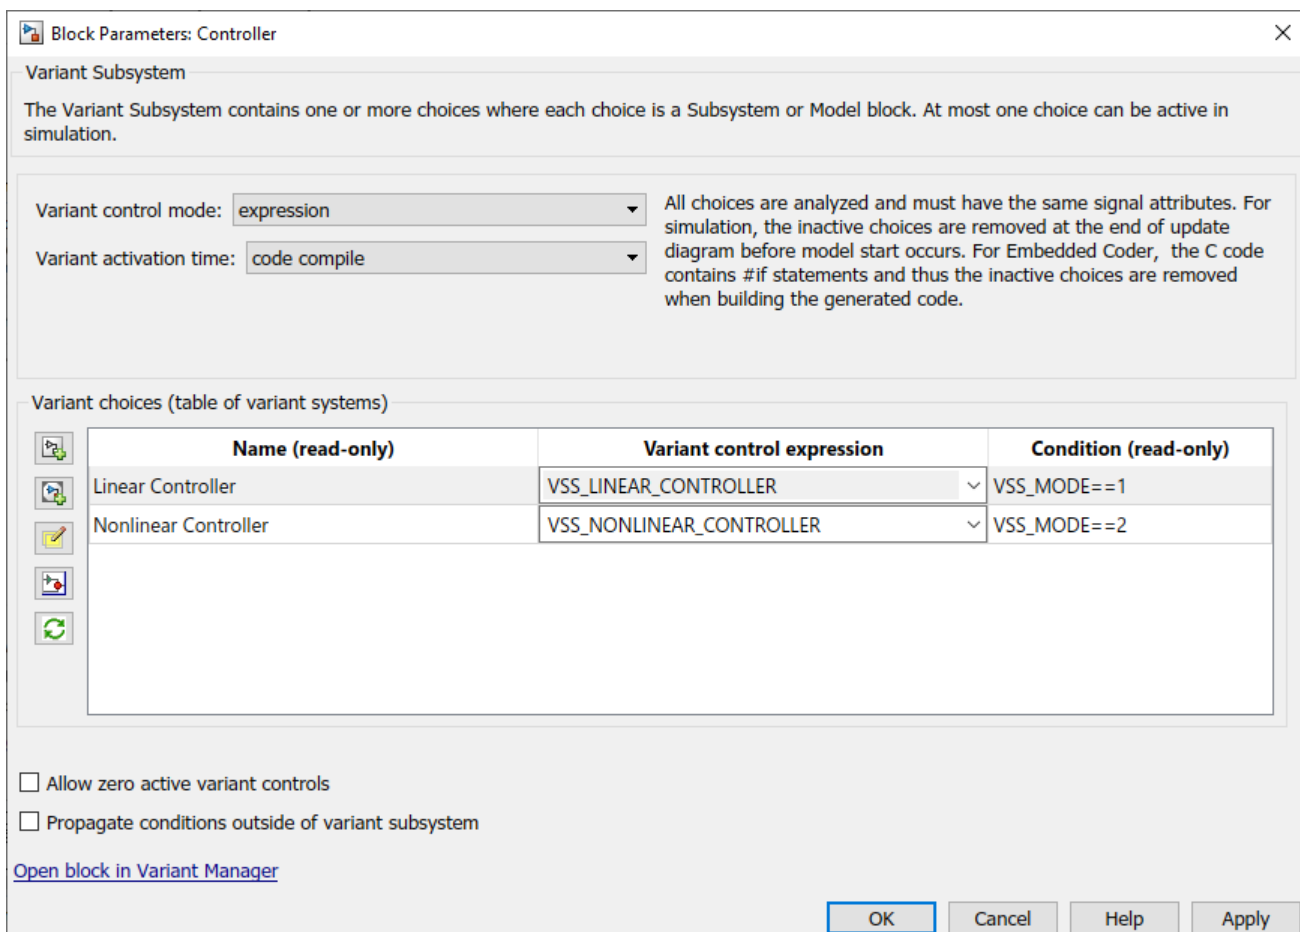 Block Parameters: Controller
Variant Subsystem
The Variant Subsystem contains one or more choices where each choice is a Subsystem or Model block. At most one choice can be active in
simulation.
Variant control mode: expression
Variant activation time: code compile
All choices are analyzed and must have the same signal attributes. For
simulation, the inactive choices are removed at the end of update
diagram before model start occurs. For Embedded Coder, the C code
contains #if statements and thus the inactive choices are removed
when building the generated code.
Variant choices (table of variant systems)
Name (read-only) Variant control expression Condition (read-only)
Linear Controller VSS_LINEAR_CONTROLLER VSS_MODE==1
Nonlinear Controller VSS_NONLINEAR_CONTROLLER VSS_MODE==2
Allow zero active variant controls
Propagate conditions outside of variant subsystem
Open block in Variant Manager
OK Cancel Help Apply